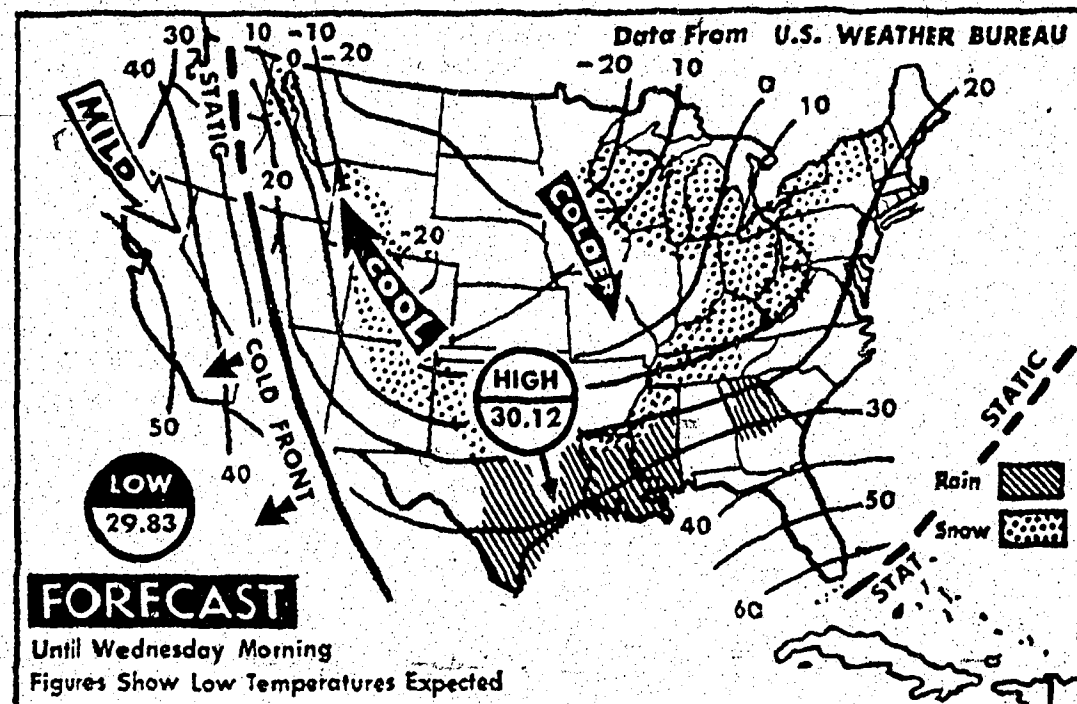 Data From U.S. WEATHER BUREAU
30 10 -10
40 0 -20
-20 10 0 10 20
STATIC
MILD
20
COLDER
-20
COOL
COLD FRONT
HIGH
30.12
STATIC
50
30
40
LOW
29.83
Rain
50
40
Snow
STAT
60
FORECAST
Until Wednesday Morning
Figures Show Low Temperatures Expected